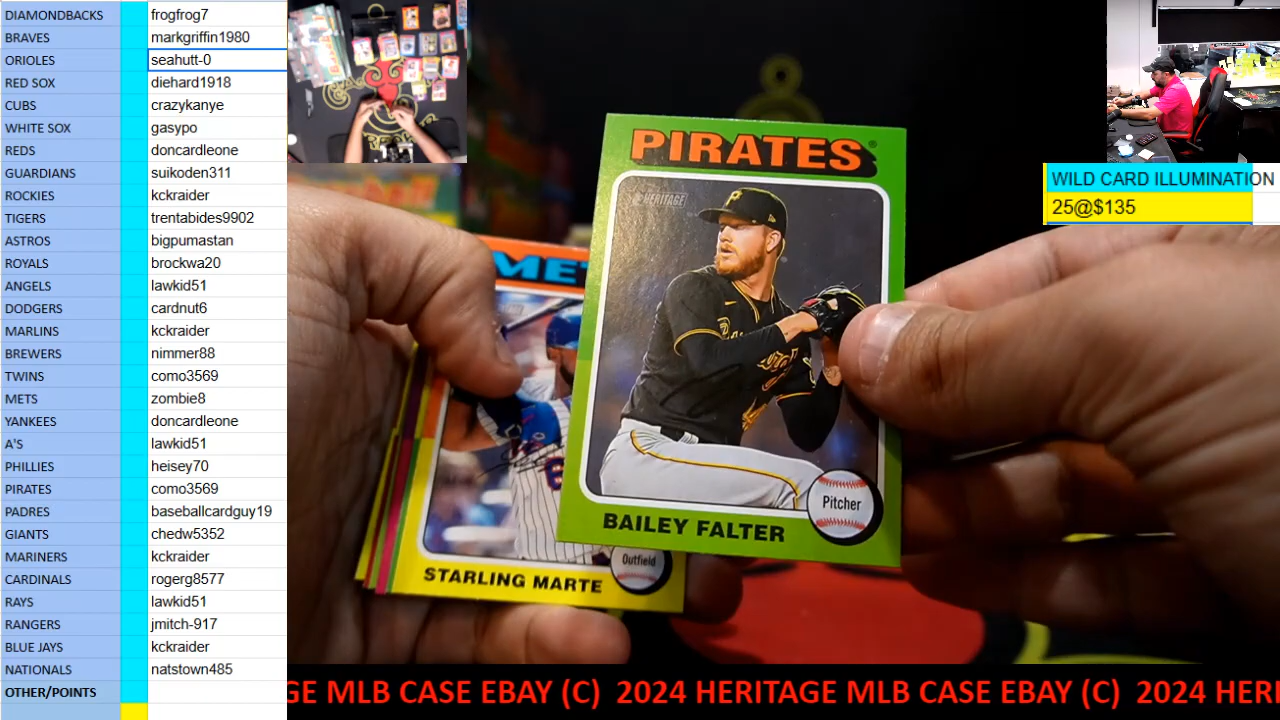 DIAMONDBACKS frogfrog7
BRAVES markgriffin1980
ORIOLES seahutt-0
RED SOX diehard1918
CUBS crazykanye
WHITE SOX gasypo
REDS doncardleone
GUARDIANS suikoden311
ROCKIES kckraider
TIGERS trentabides9902
ASTROS bigpumastan
ROYALS brockwa20
ANGELS lawkid51
DODGERS cardnut6
MARLINS kckraider
BREWERS nimmer88
TWINS como3569
METS zombie8
YANKEES doncardleone
A'S lawkid51
PHILLIES heisey70
PIRATES como3569
PADRES baseballcardguy19
GIANTS chedw5352
MARINERS kckraider
CARDINALS rogerg8577
RAYS lawkid51
RANGERS jmitch-917
BLUE JAYS kckraider
NATIONALS natstown485
OTHER/POINTS
WILD CARD ILLUMINATION
25@$135
PIRATES
HERITAGE
Pitcher
BAILEY FALTER
MET
Outfield
STARLING MARTE
GE MLB CASE EBAY (C) 2024 HERITAGE MLB CASE EBAY (C) 2024 HERI